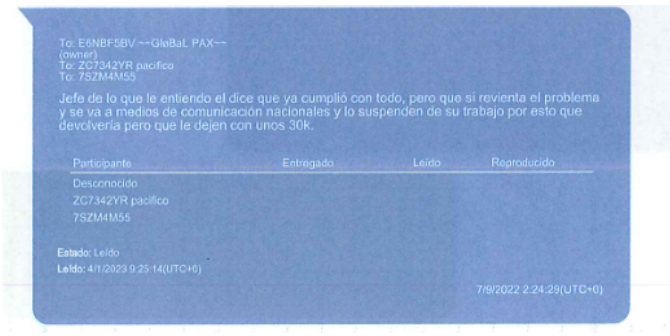 To: E6NBF5BV ~~GløBaL PAX~~
(owner)
To: ZC7342YR pacifico
To: 7SZM4M55
Jefe de lo que le entiendo el dice que ya cumplió con todo, pero que si revienta el problema
y se va a medios de comunicación nacionales y lo suspenden de su trabajo por esto que
devolvería pero que le dejen con unos 30k.
Participante Entregado Leído Reproducido
Desconocido
ZC7342YR pacifico
7SZM4M55
Estado: Leído
Leído: 4/1/2023 9:25:14(UTC+0)
7/9/2022 2:24:29(UTC+0)